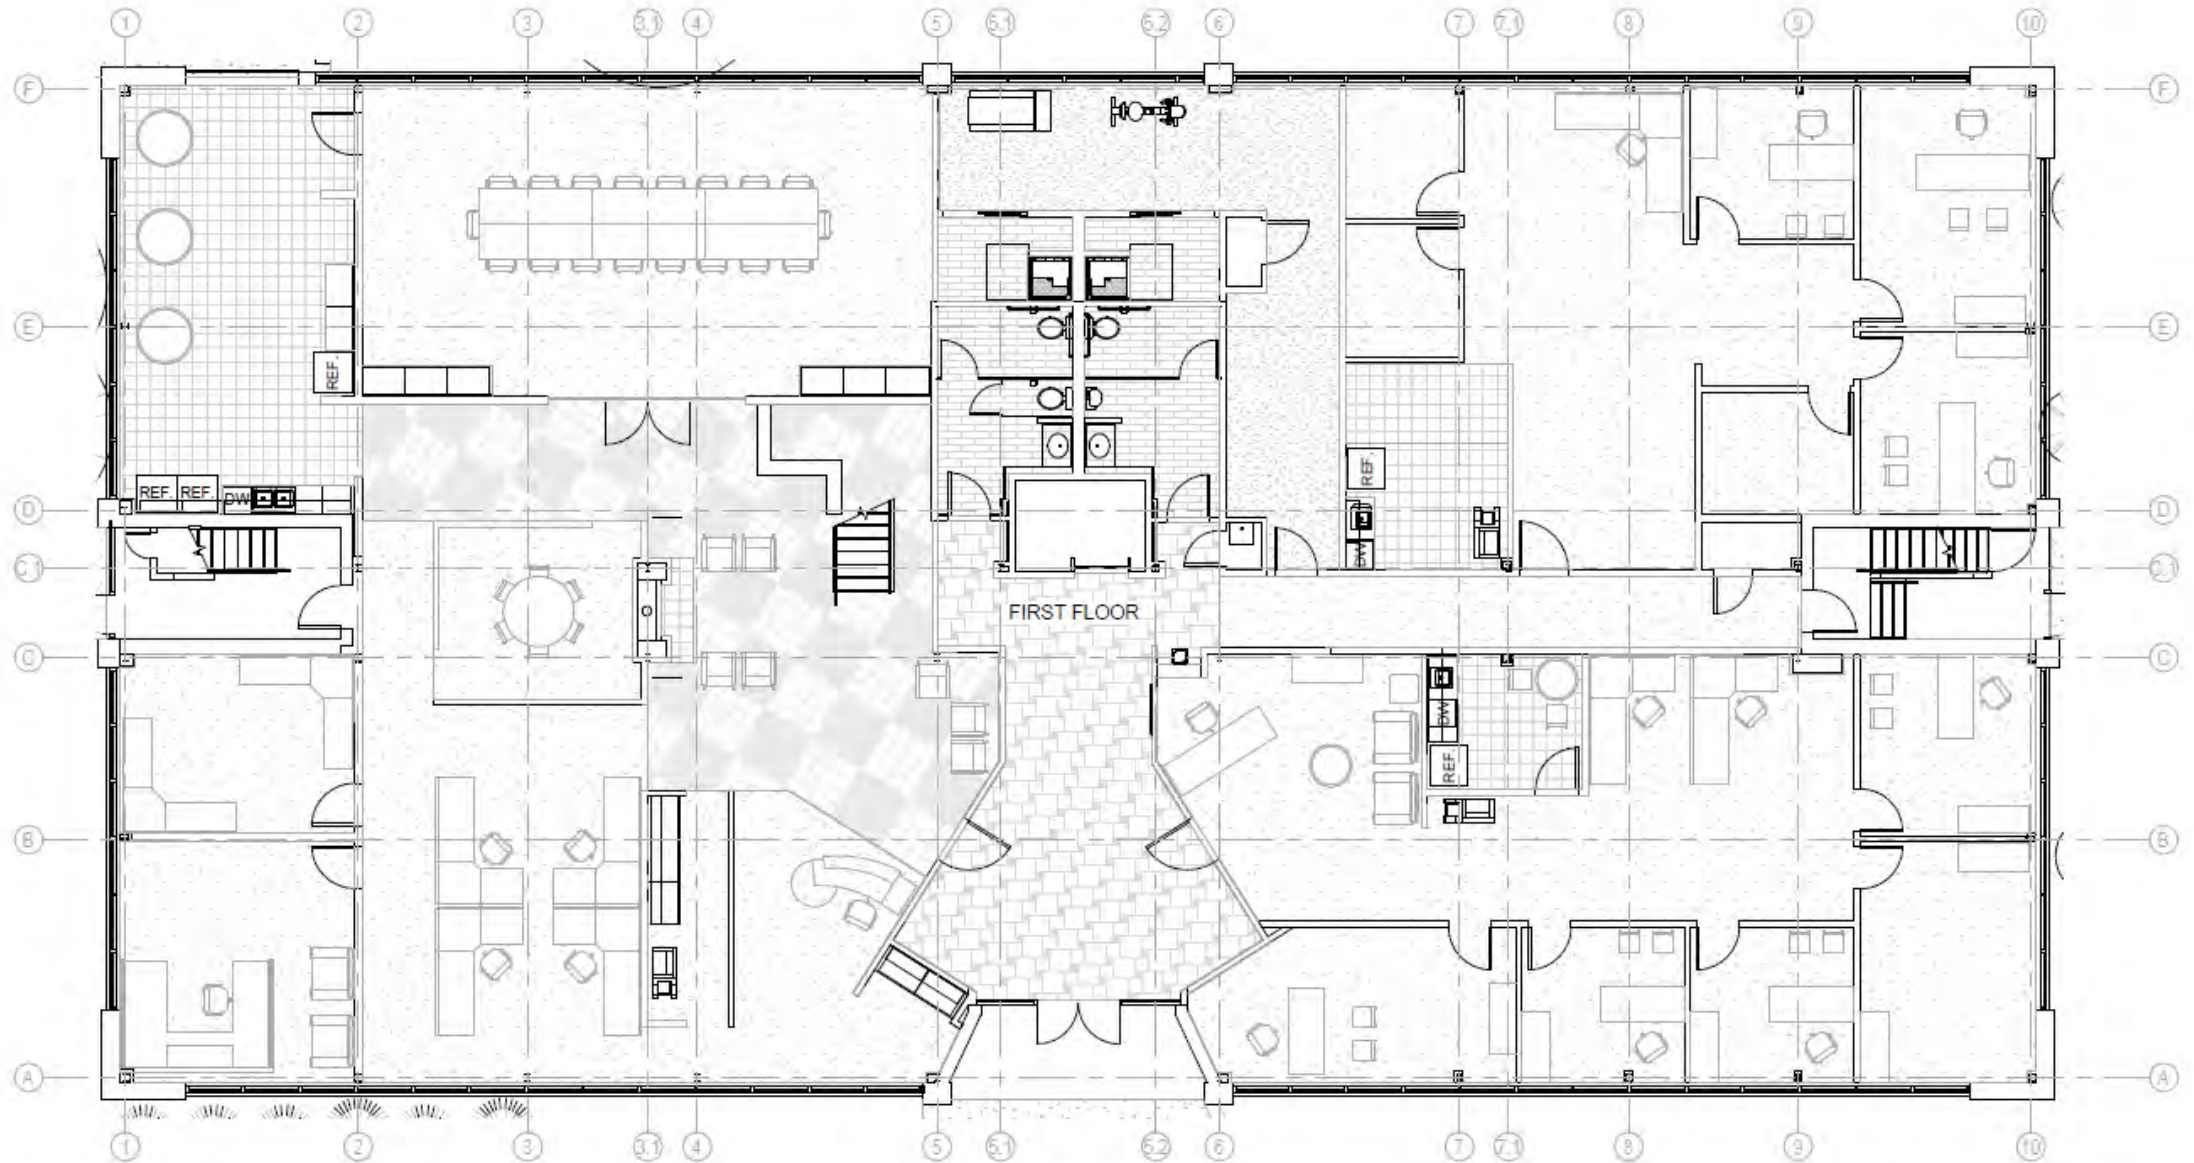 1 2 3 3.1 4 5 5.1 5.2 6 7 7.1 8 9 10
F F
E E
REF.
REF.
REF. REF. DW
D D
DW
C.1 C.1
FIRST FLOOR
C C
DW
REF.
B B
A A
1 2 3 3.1 4 5 5.1 5.2 6 7 7.1 8 9 10